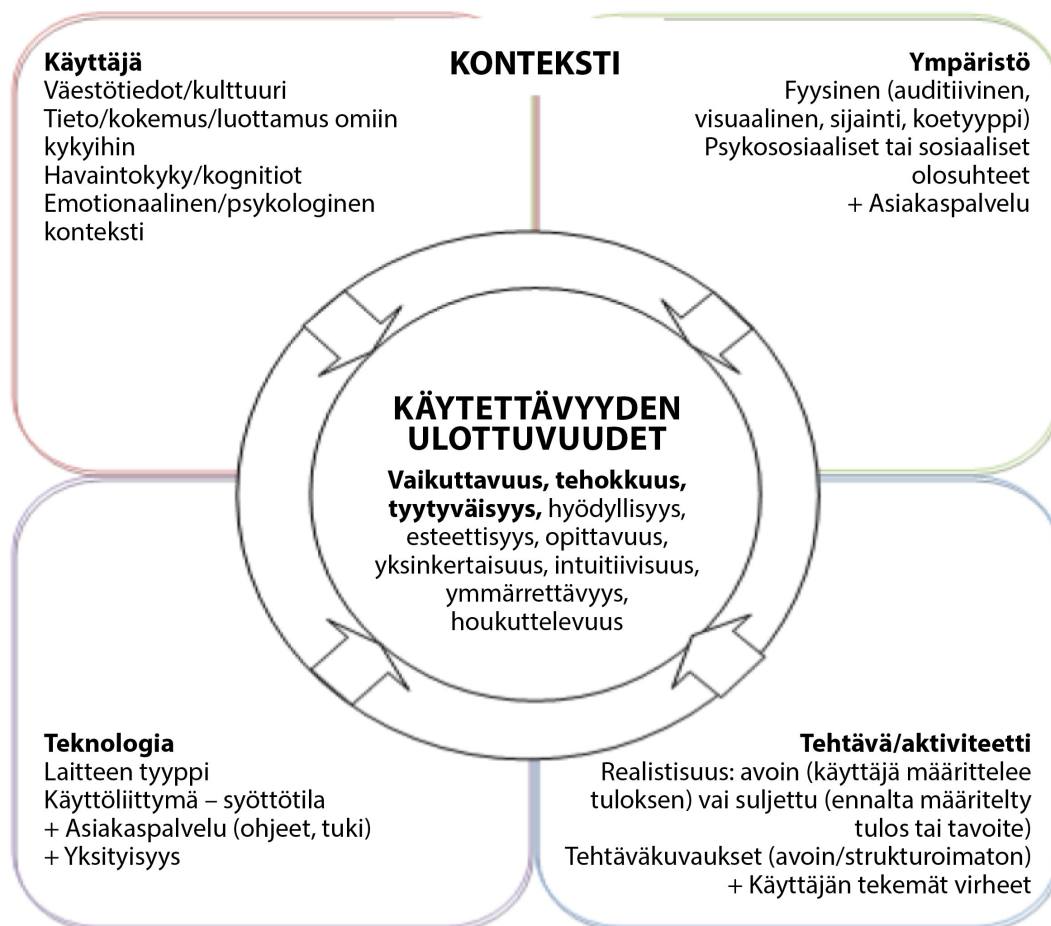 KONTEKSTI
Käyttäjä
Väestötiedot/kulttuuri
Tieto/kokemus/luottamus omiin
kykyihin
Havaintokyky/kognitiot
Emotionaalinen/psykologinen
konteksti
Ympäristö
Fyysinen (auditiivinen,
visuaalinen, sijainti, koetyyppi)
Psykososiaaliset tai sosiaaliset
olosuhteet
+ Asiakaspalvelu
KÄYTETTÄVYYDEN
ULOTTUVUUDET
Vaikuttavuus, tehokkuus,
tyytyväisyys, hyödyllisyys,
esteettisyys, opittavuus,
yksinkertaisuus, intuitiivisuus,
ymmärrettävyys,
houkuttelevuus
Teknologia
Laitteen tyyppi
Käyttöliittymä – syöttötila
+ Asiakaspalvelu (ohjeet, tuki)
+ Yksityisyys
Tehtävä/aktiviteetti
Realistisuus: avoin (käyttäjä määrittelee
tuloksen) vai suljettu (ennalta määritelty
tulos tai tavoite)
Tehtäväkuvaukset (avoin/strukturoimaton)
+ Käyttäjän tekemät virheet